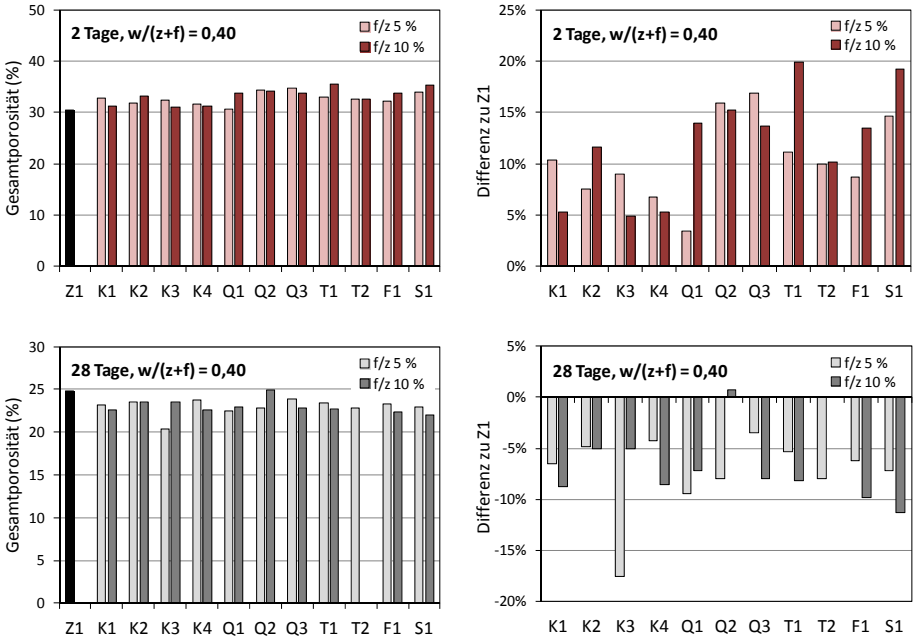 Gesamtporosität (%)
50
40
30
20
10
0
2 Tage, w/(z+f) = 0,40
f/z 5 %
f/z 10 %
Z1 K1 K2 K3 K4 Q1 Q2 Q3 T1 T2 F1 S1
Differenz zu Z1
25%
20%
15%
10%
5%
0%
2 Tage, w/(z+f) = 0,40
f/z 5 %
f/z 10 %
K1 K2 K3 K4 Q1 Q2 Q3 T1 T2 F1 S1
Gesamtporosität (%)
30
25
20
15
10
5
0
28 Tage, w/(z+f) = 0,40
f/z 5 %
f/z 10 %
Z1 K1 K2 K3 K4 Q1 Q2 Q3 T1 T2 F1 S1
Differenz zu Z1
5%
0%
-5%
-10%
-15%
-20%
28 Tage, w/(z+f) = 0,40
f/z 5 %
f/z 10 %
K1 K2 K3 K4 Q1 Q2 Q3 T1 T2 F1 S1